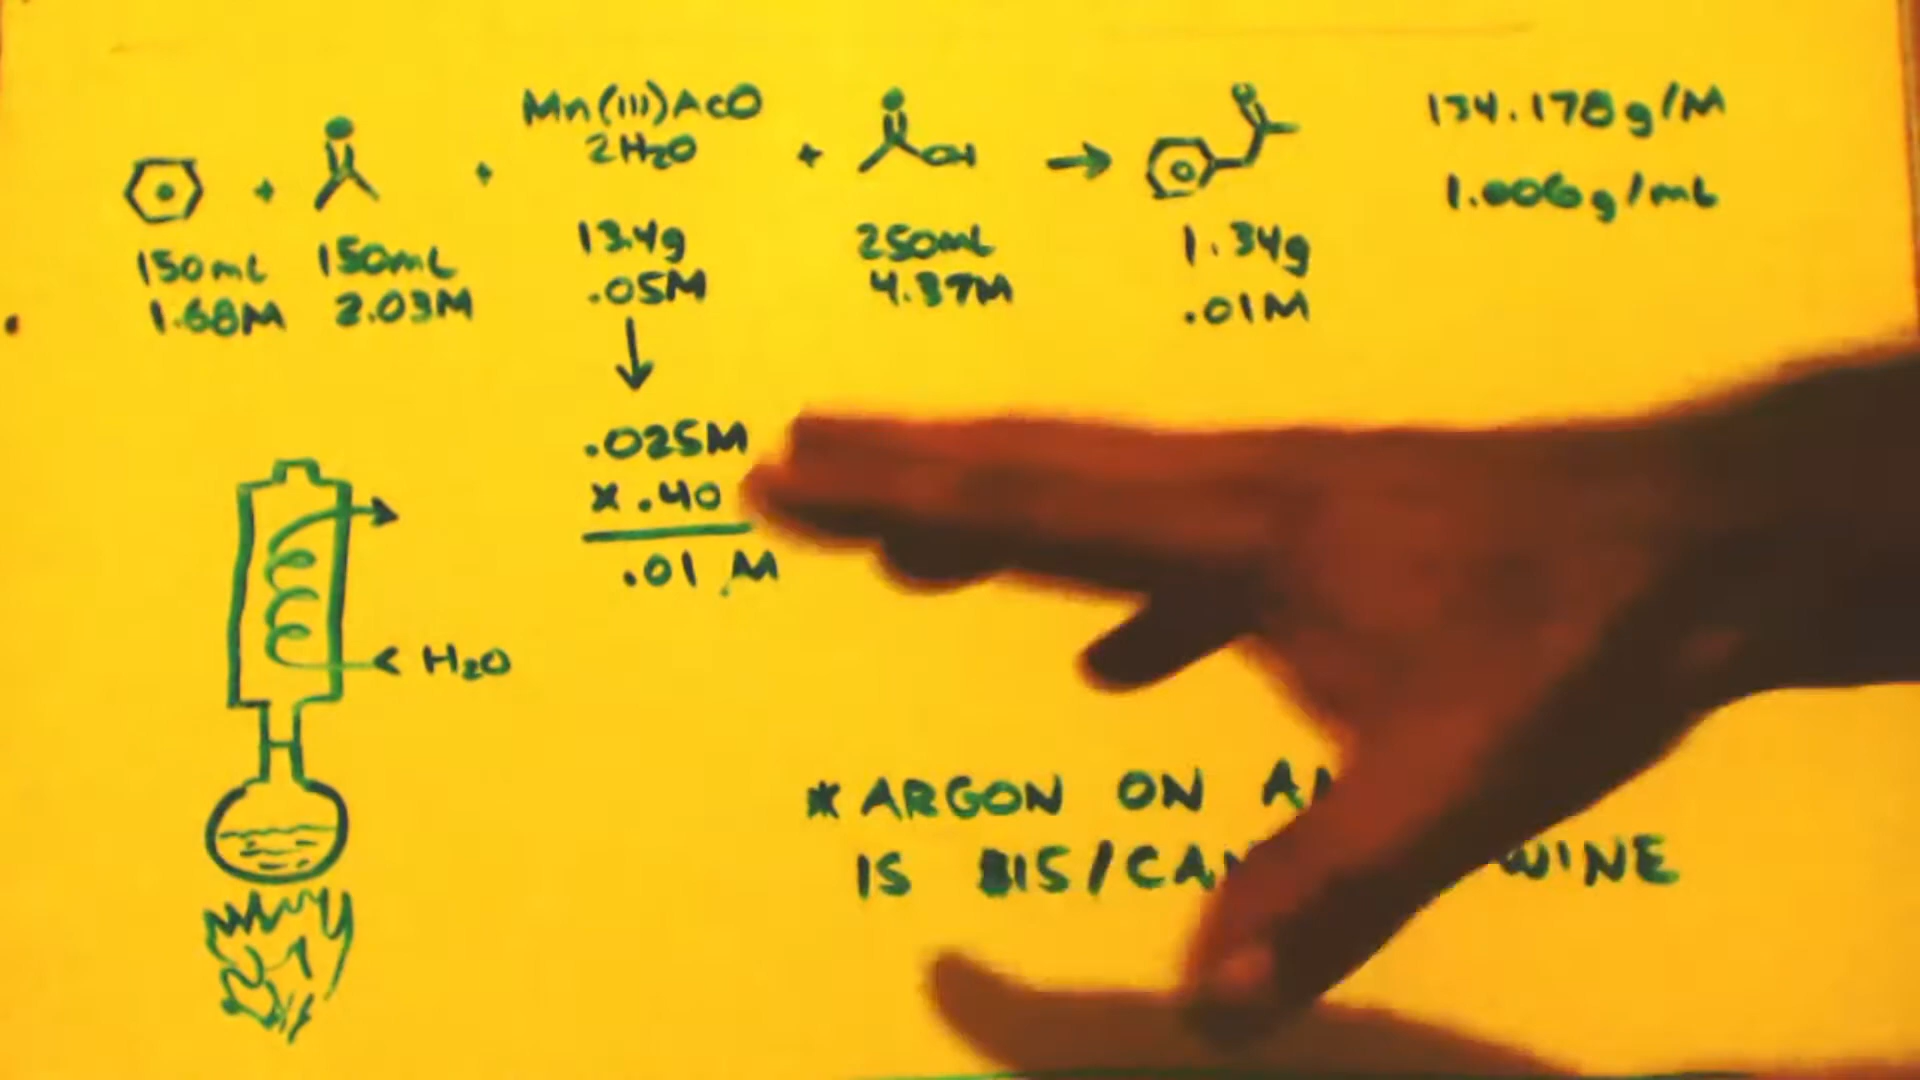 Mn(III)AcO
2H2O
+ + + OH →
134.178g/M
1.006g/mL
150mL 150mL 13.4g 250mL 1.34g
1.68M 2.03M .05M 4.37M .01M
.025M
x .40
.01 M
H2O
* ARGON ON
IS WINE